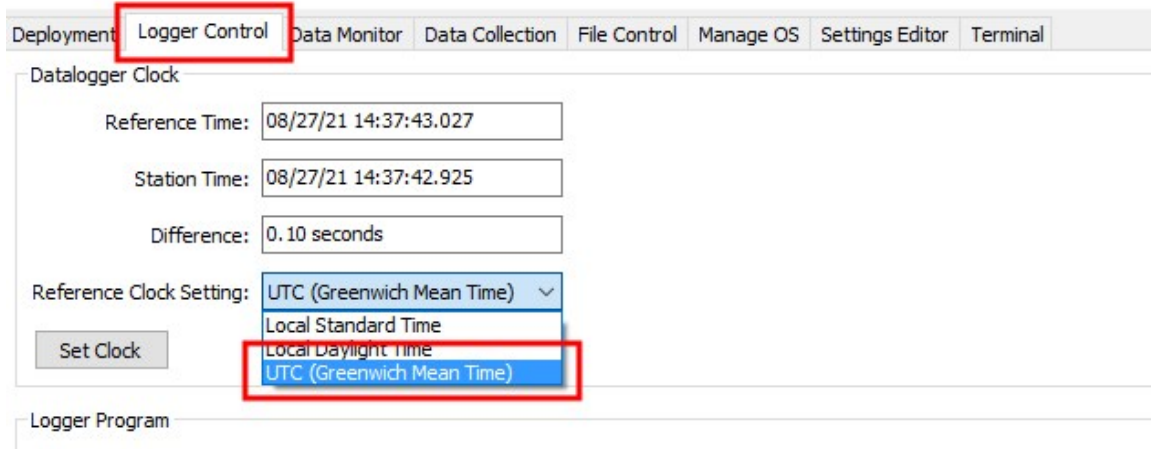 Deployment Logger Control Data Monitor Data Collection File Control Manage OS Settings Editor Terminal
Datalogger Clock
Reference Time: 08/27/21 14:37:43.027
Station Time: 08/27/21 14:37:42.925
Difference: 0.10 seconds
Reference Clock Setting: UTC (Greenwich Mean Time)
Local Standard Time
Set Clock Local Daylight Time
UTC (Greenwich Mean Time)
Logger Program